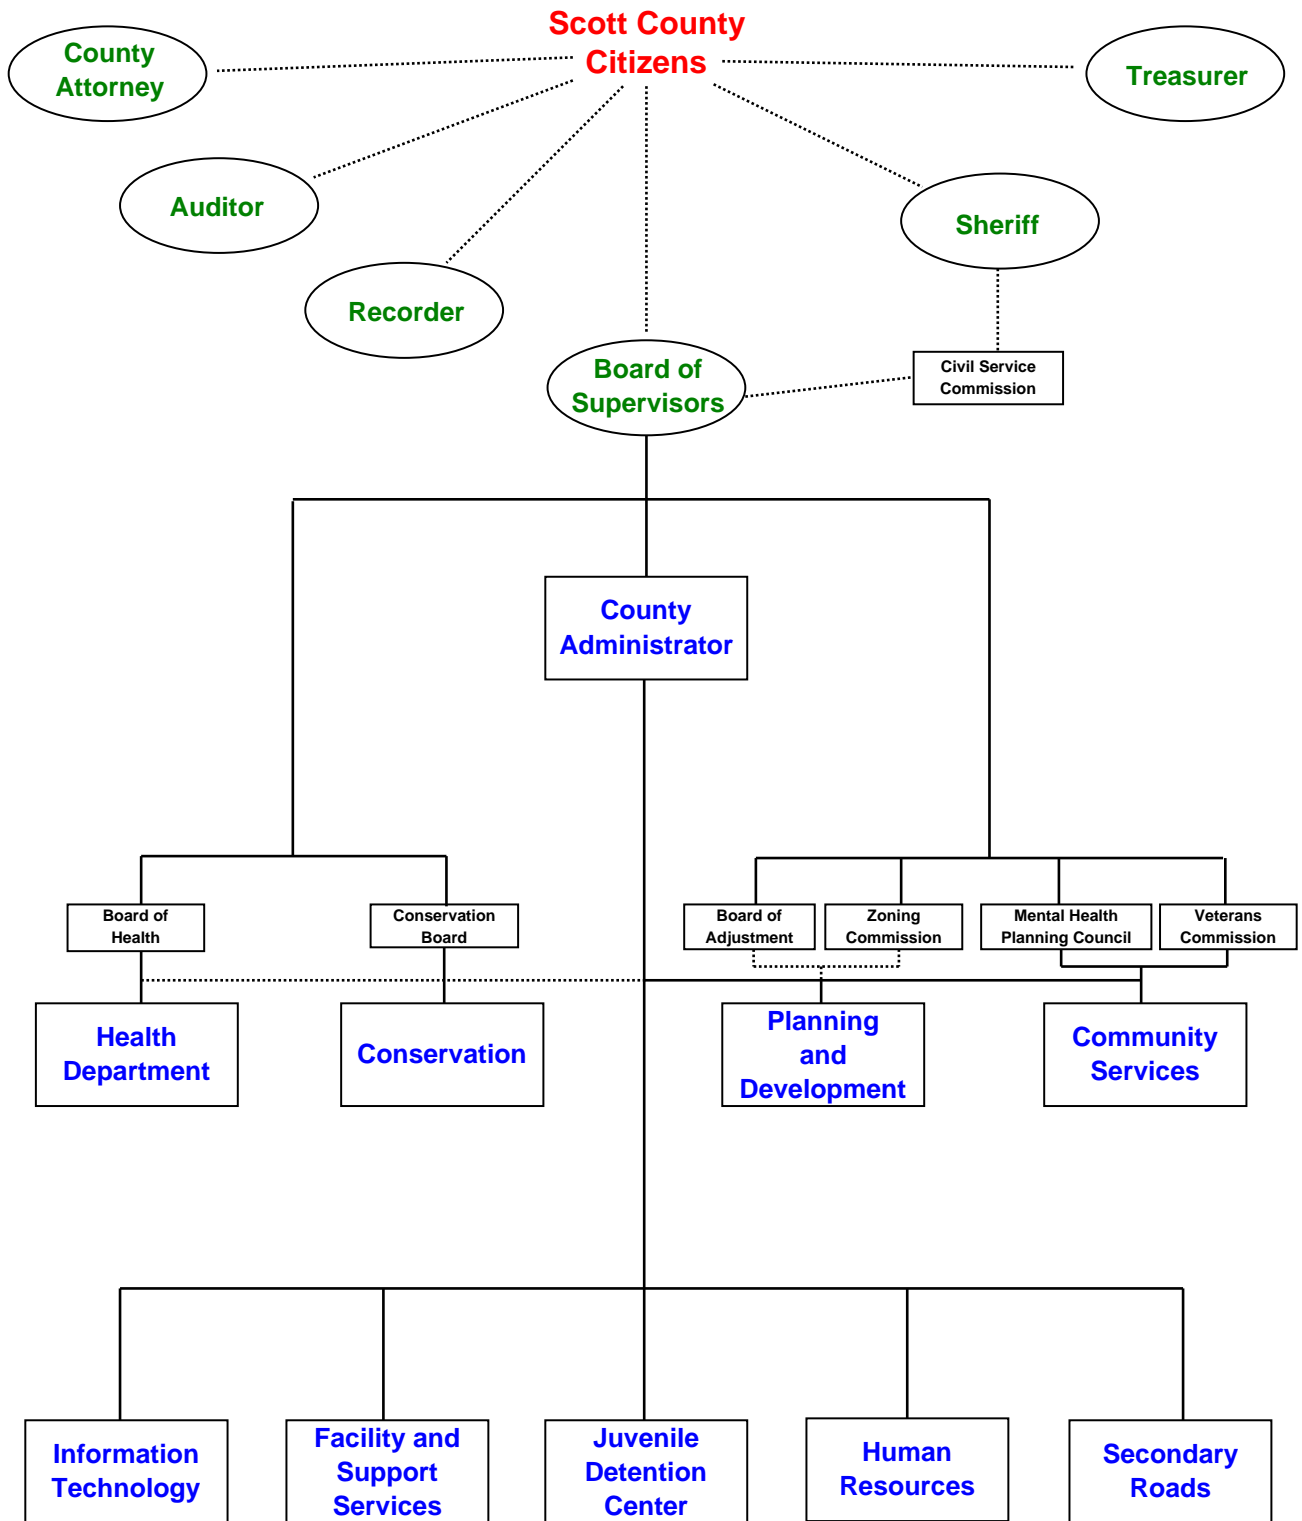 Scott County
Citizens
County
Attorney
Treasurer
Auditor
Sheriff
Recorder
Board of
Supervisors
Civil Service
Commission
County
Administrator
Board of
Health
Conservation
Board
Board of
Adjustment
Zoning
Commission
Mental Health
Planning Council
Veterans
Commission
Health
Department
Conservation
Planning
and
Development
Community
Services
Information
Technology
Facility and
Support
Services
Juvenile
Detention
Center
Human
Resources
Secondary
Roads